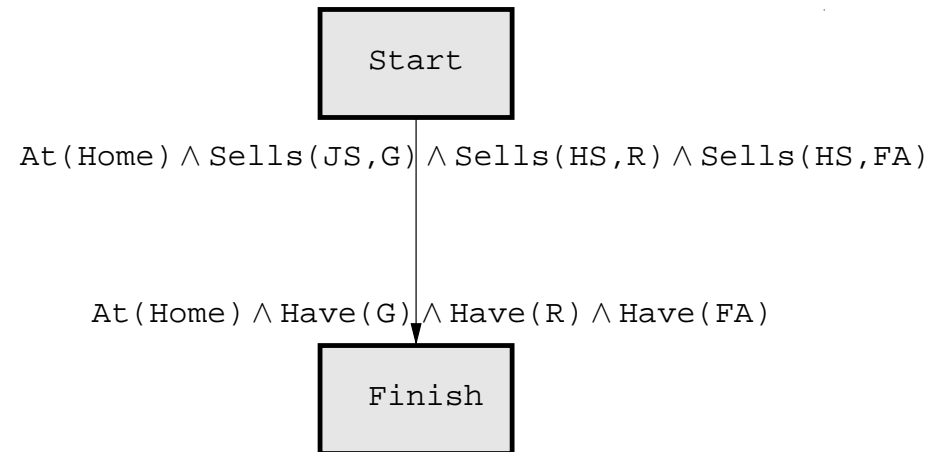 Start
At(Home) ∧ Sells(JS,G) ∧ Sells(HS,R) ∧ Sells(HS,FA)
At(Home) ∧ Have(G) ∧ Have(R) ∧ Have(FA)
Finish